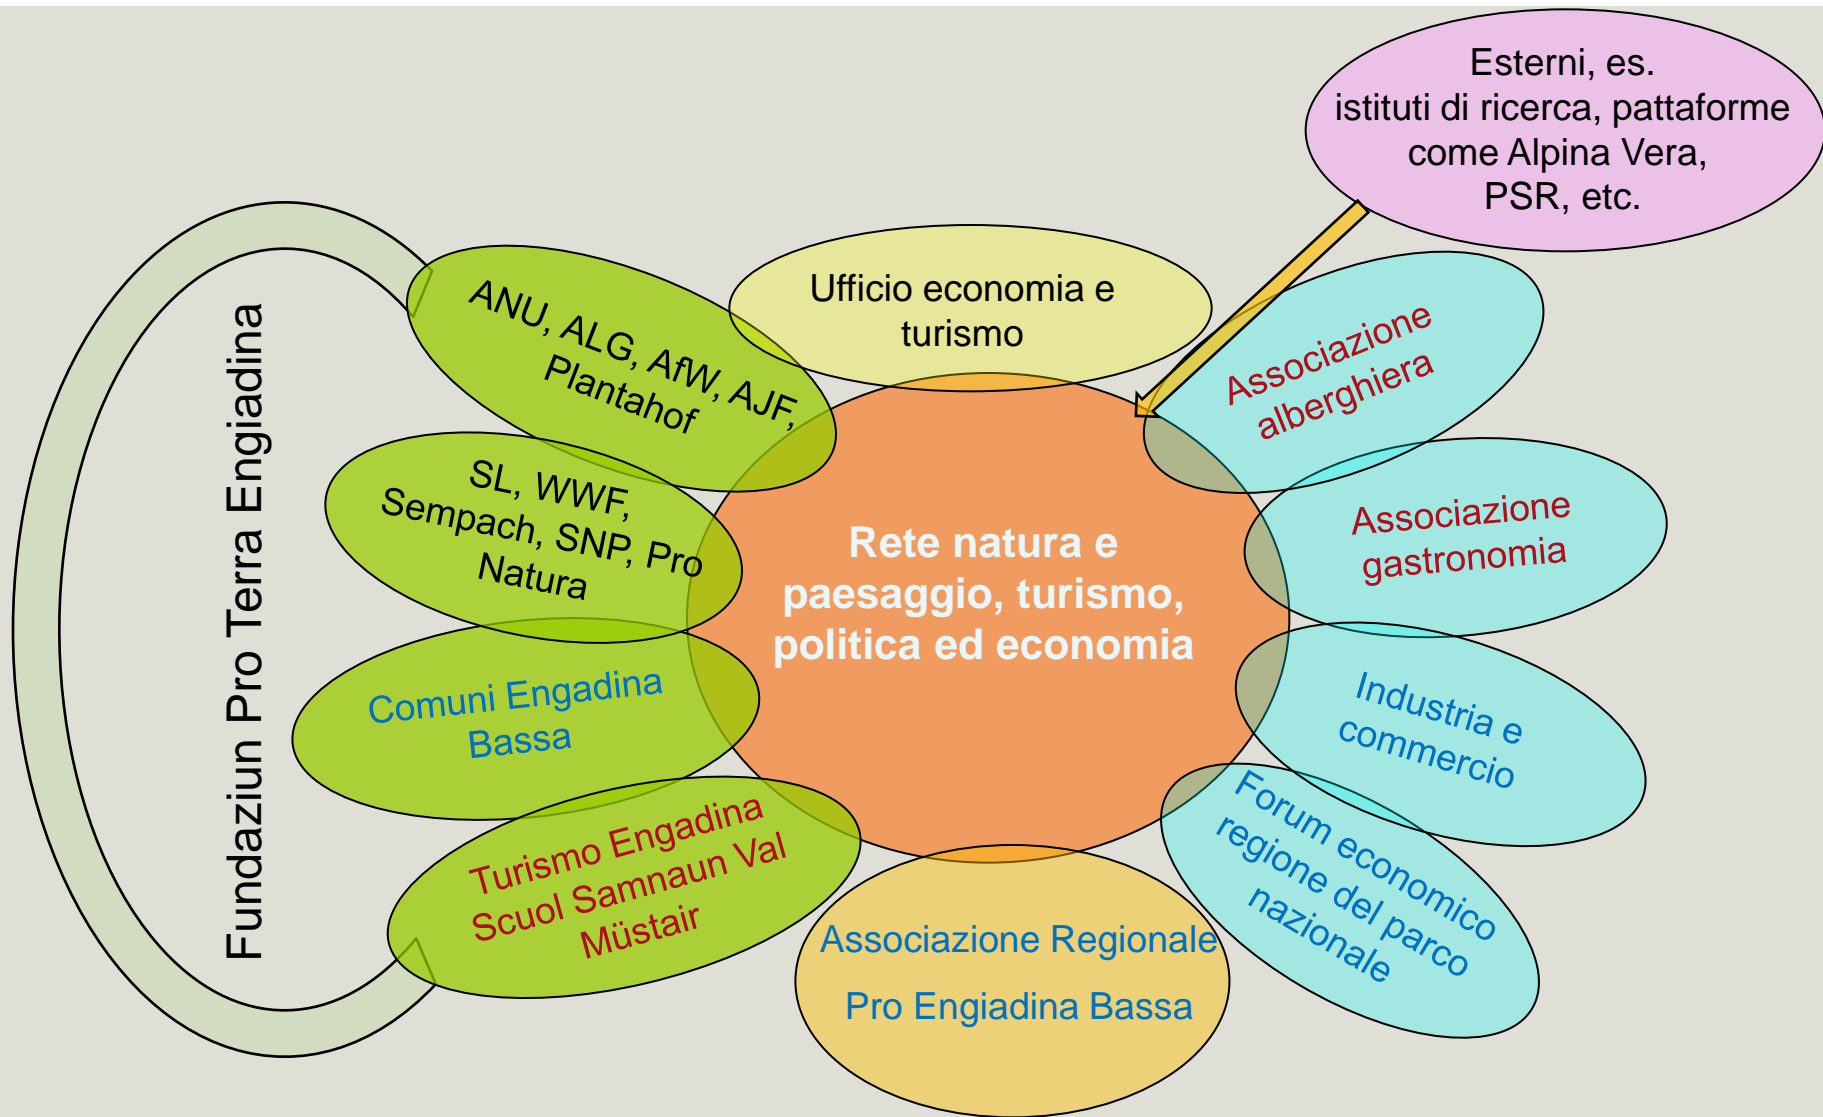 Esterni, es.
istituti di ricerca, pattaforme
come Alpina Vera,
PSR, etc.
Fundaziun Pro Terra Engiadina
ANU, ALG, AfW, AJF,
Plantahof
Ufficio economia e
turismo
Associazione
alberghiera
SL, WWF,
Sempach, SNP, Pro
Natura
Rete natura e
paesaggio, turismo,
politica ed economia
Associazione
gastronomia
Comuni Engadina
Bassa
Industria e
commercio
Turismo Engadina
Scuol Samnaun Val
Müstair
Associazione Regionale
Pro Engiadina Bassa
Forum economico
regione del parco
nazionale